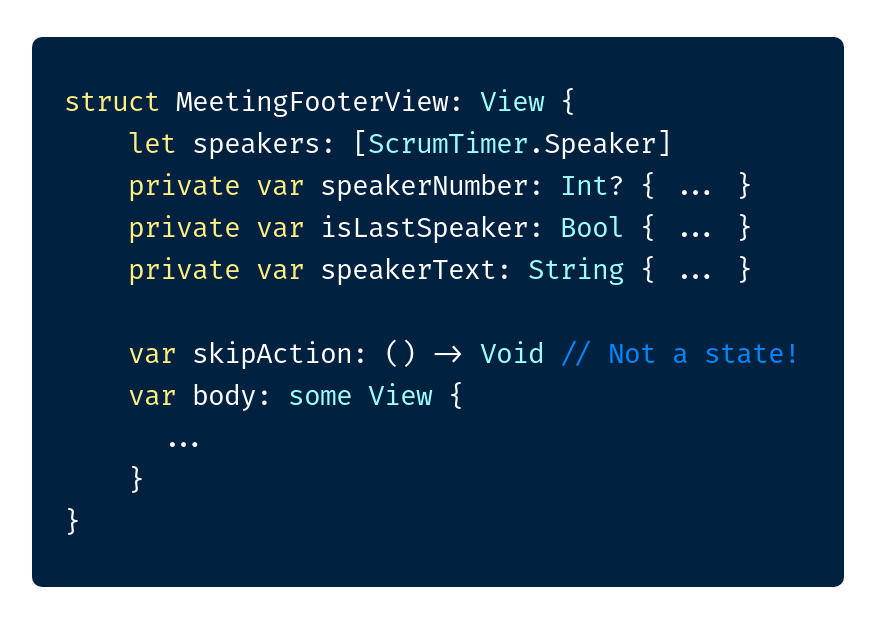 struct MeetingFooterView: View {
    let speakers: [ScrumTimer.Speaker]
    private var speakerNumber: Int? { ... }
    private var isLastSpeaker: Bool { ... }
    private var speakerText: String { ... }

    var skipAction: () -> Void // Not a state!
    var body: some View {
      ...
    }
}